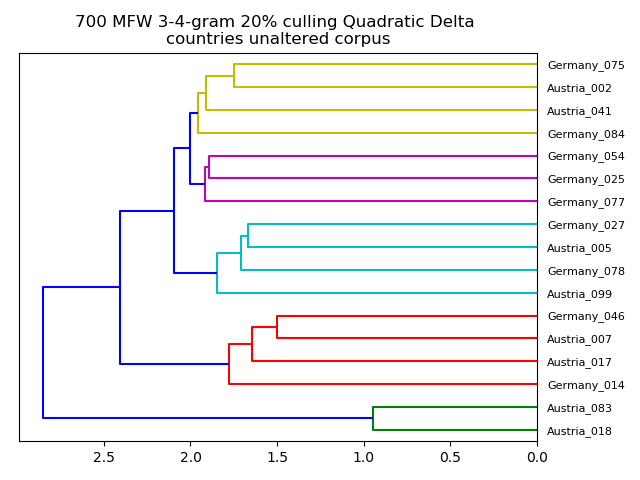 700 MFW 3-4-gram 20% culling Quadratic Delta
countries unaltered corpus
Germany_075
Austria_002
Austria_041
Germany_084
Germany_054
Germany_025
Germany_077
Germany_027
Austria_005
Germany_078
Austria_099
Germany_046
Austria_007
Austria_017
Germany_014
Austria_083
Austria_018
2.5 2.0 1.5 1.0 0.5 0.0